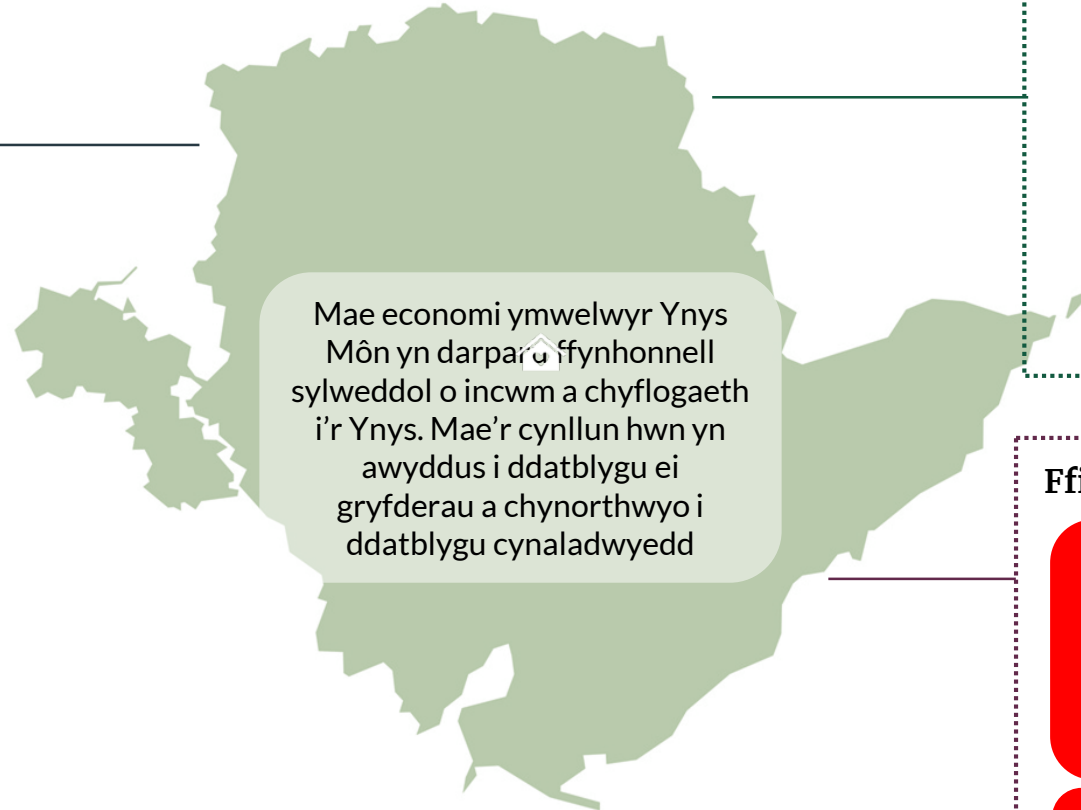 Mae economi ymwelwyr Ynys
Môn yn darparu ffynhonnell
sylweddol o incwm a chyflogaeth
i’r Ynys. Mae’r cynllun hwn yn
awyddus i ddatblygu ei
gryfderau a chynorthwyo i
ddatblygu cynaladwyedd